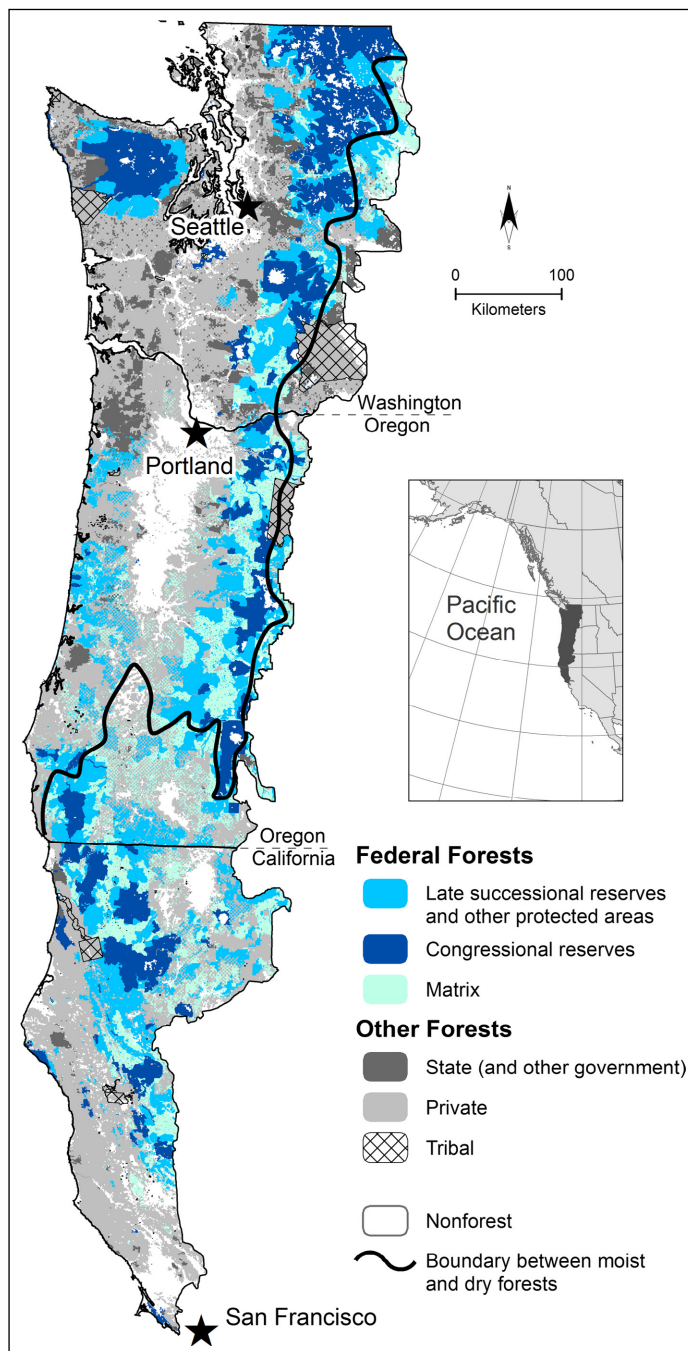 N
S
Seattle
0 100
Kilometers
Washington
Oregon
Portland
Pacific
Ocean
Oregon
California
Federal Forests
Late successional reserves
and other protected areas
Congressional reserves
Matrix
Other Forests
State (and other government)
Private
Tribal
Nonforest
Boundary between moist
and dry forests
San Francisco